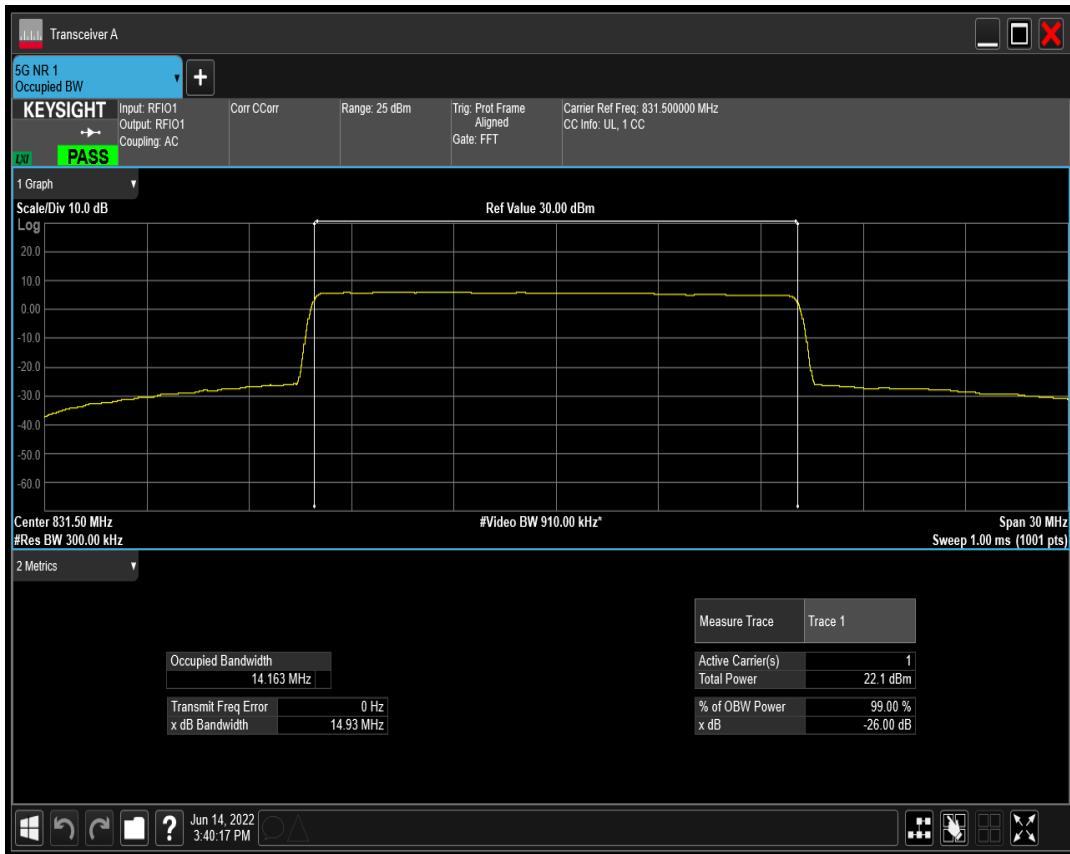 Transceiver A
5G NR 1
Occupied BW
+
KEYSIGHT
LXI
PASS
Input: RFIO1
Output: RFIO1
Coupling: AC
Corr CCorr
Range: 25 dBm
Trig: Prot Frame
Aligned
Gate: FFT
Carrier Ref Freq: 831.500000 MHz
CC Info: UL, 1 CC
1 Graph
Scale/Div 10.0 dB
Ref Value 30.00 dBm
Log
20.0
10.0
0.00
-10.0
-20.0
-30.0
-40.0
-50.0
-60.0
Center 831.50 MHz
#Video BW 910.00 kHz*
Span 30 MHz
#Res BW 300.00 kHz
Sweep 1.00 ms (1001 pts)
2 Metrics
Measure Trace Trace 1
Occupied Bandwidth
14.163 MHz
Active Carrier(s) 1
Total Power 22.1 dBm
Transmit Freq Error 0 Hz
x dB Bandwidth 14.93 MHz
% of OBW Power 99.00 %
x dB -26.00 dB
?
Jun 14, 2022
3:40:17 PM